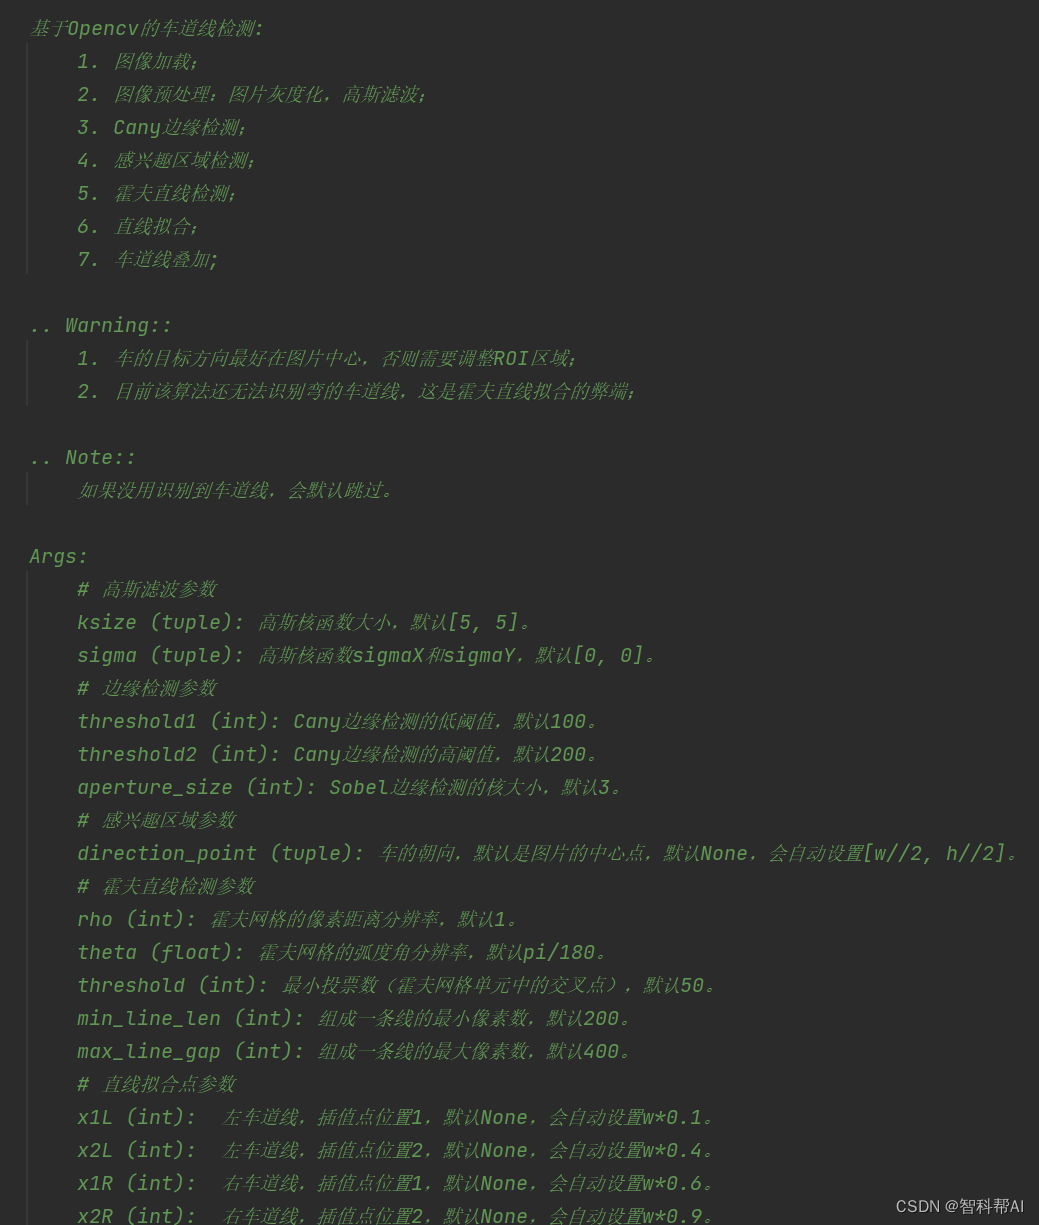 基于Opencv的车道线检测:
1. 图像加载;
2. 图像预处理：图片灰度化，高斯滤波;
3. Cany边缘检测;
4. 感兴趣区域检测;
5. 霍夫直线检测;
6. 直线拟合;
7. 车道线叠加;
.. Warning::
1. 车的目标方向最好在图片中心，否则需要调整ROI区域;
2. 目前该算法还无法识别弯的车道线，这是霍夫直线拟合的弊端;
.. Note::
如果没用识别到车道线，会默认跳过。
Args:
# 高斯滤波参数
ksize (tuple): 高斯核函数大小，默认[5, 5]。
sigma (tuple): 高斯核函数sigmaX和sigmaY，默认[0, 0]。
# 边缘检测参数
threshold1 (int): Cany边缘检测的低阈值，默认100。
threshold2 (int): Cany边缘检测的高阈值，默认200。
aperture_size (int): Sobel边缘检测的核大小，默认3。
# 感兴趣区域参数
direction_point (tuple): 车的朝向，默认是图片的中心点，默认None，会自动设置[w//2, h//2]。
# 霍夫直线检测参数
rho (int): 霍夫网格的像素距离分辨率，默认1。
theta (float): 霍夫网格的弧度角分辨率，默认pi/180。
threshold (int): 最小投票数（霍夫网格单元中的交叉点），默认50。
min_line_len (int): 组成一条线的最小像素数，默认200。
max_line_gap (int): 组成一条线的最大像素数，默认400。
# 直线拟合点参数
x1L (int):  左车道线，插值点位置1，默认None，会自动设置w*0.1。
x2L (int):  左车道线，插值点位置2，默认None，会自动设置w*0.4。
x1R (int):  右车道线，插值点位置1，默认None，会自动设置w*0.6。
x2R (int):  右车道线，插值点位置2，默认None，会自动设置w*0.9。
CSDN @智科帮AI